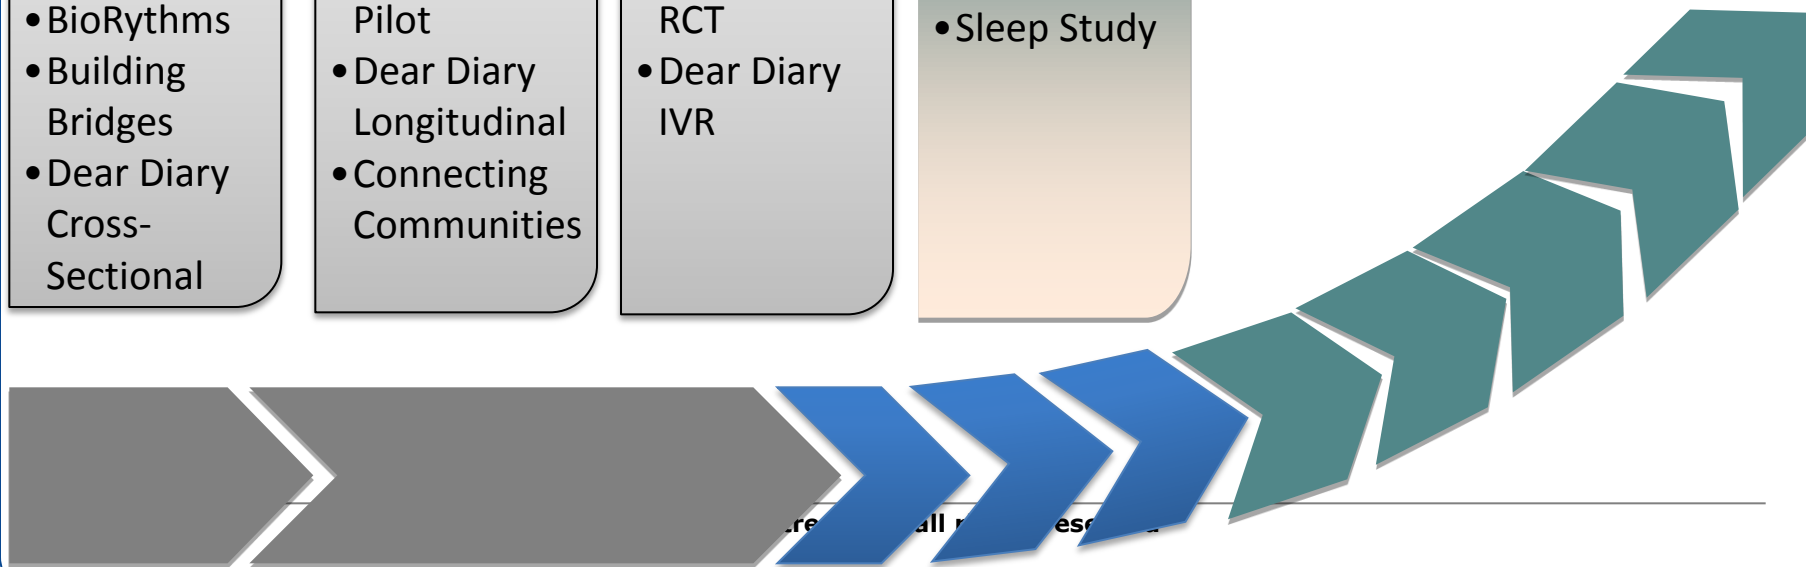 •BioRythms
•Building
Bridges
•Dear Diary
Cross-
Sectional
Pilot
•Dear Diary
Longitudinal
•Connecting
Communities
RCT
•Dear Diary
IVR
•Sleep Study
all